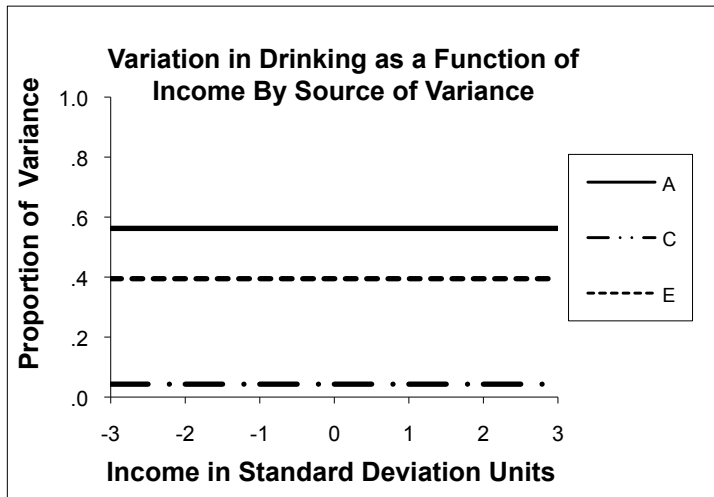 Variation in Drinking as a Function of
Income By Source of Variance
Proportion of Variance
1.0
.8
.6
.4
.2
.0
-3 -2 -1 0 1 2 3
Income in Standard Deviation Units
A
C
E